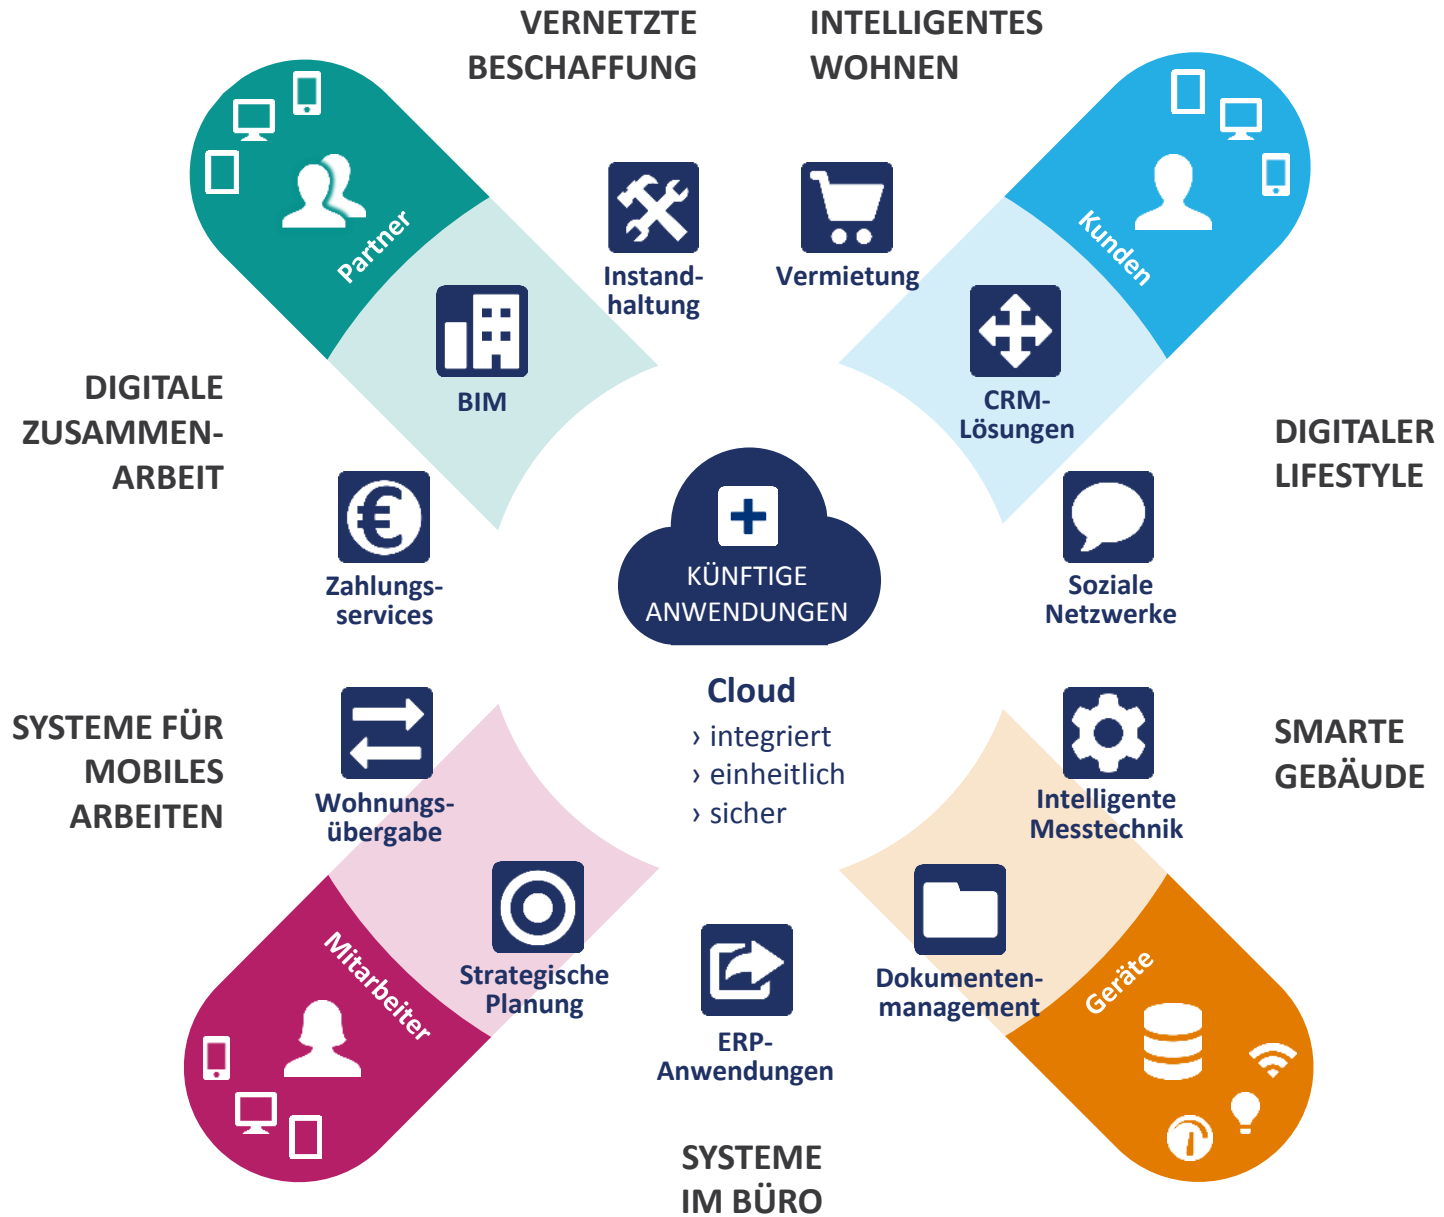 VERNETZTE
BESCHAFFUNG
INTELLIGENTES
WOHNEN
Partner
Kunden
Instand-
haltung
Vermietung
BIM
CRM-
Lösungen
DIGITALE
ZUSAMMEN-
ARBEIT
DIGITALER
LIFESTYLE
€
Zahlungs-
services
KÜNFTIGE
ANWENDUNGEN
Soziale
Netzwerke
Cloud
› integriert
› einheitlich
› sicher
SYSTEME FÜR
MOBILES
ARBEITEN
Wohnungs-
übergabe
Intelligente
Messtechnik
SMARTE
GEBÄUDE
Mitarbeiter
Strategische
Planung
ERP-
Anwendungen
Dokumenten-
management
Geräte
SYSTEME
IM BÜRO